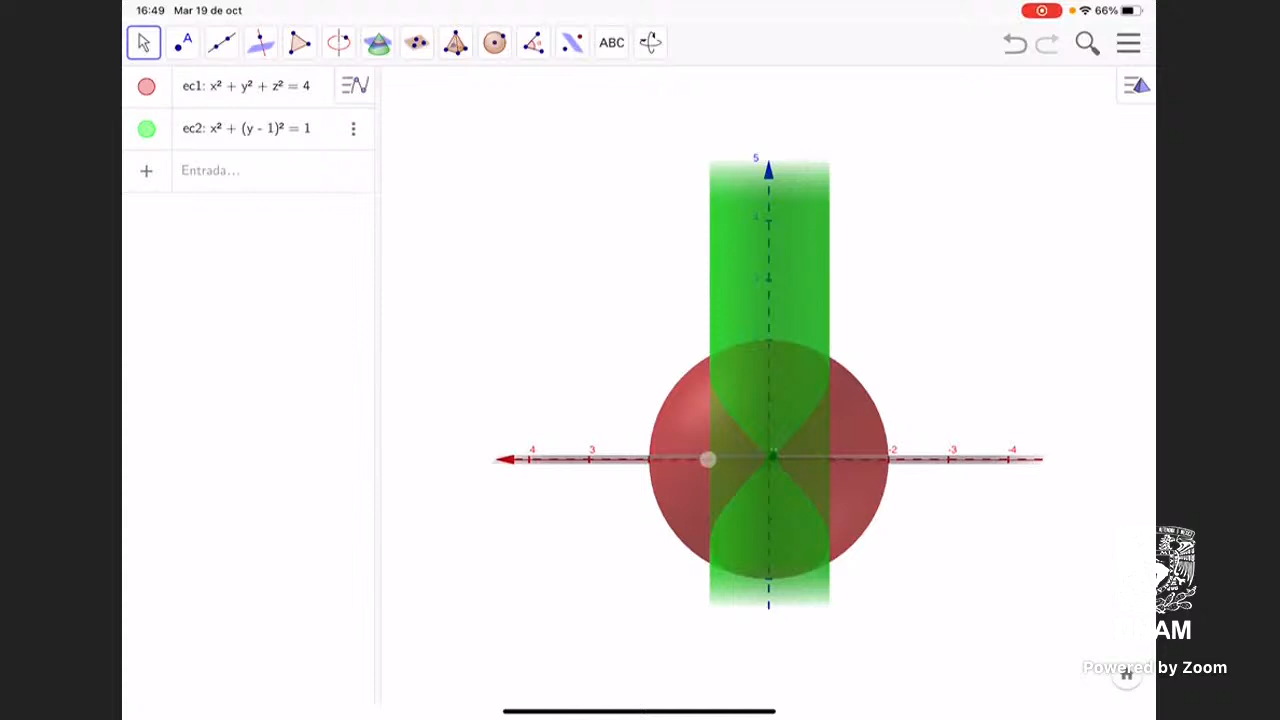 16:49 Mar 19 de oct
66%
A
ABC
ec1: x² + y² + z² = 4
ec2: x² + (y - 1)² = 1
Entrada...
5
4
4 3 -2 -3 -4
AM
Powered by Zoom